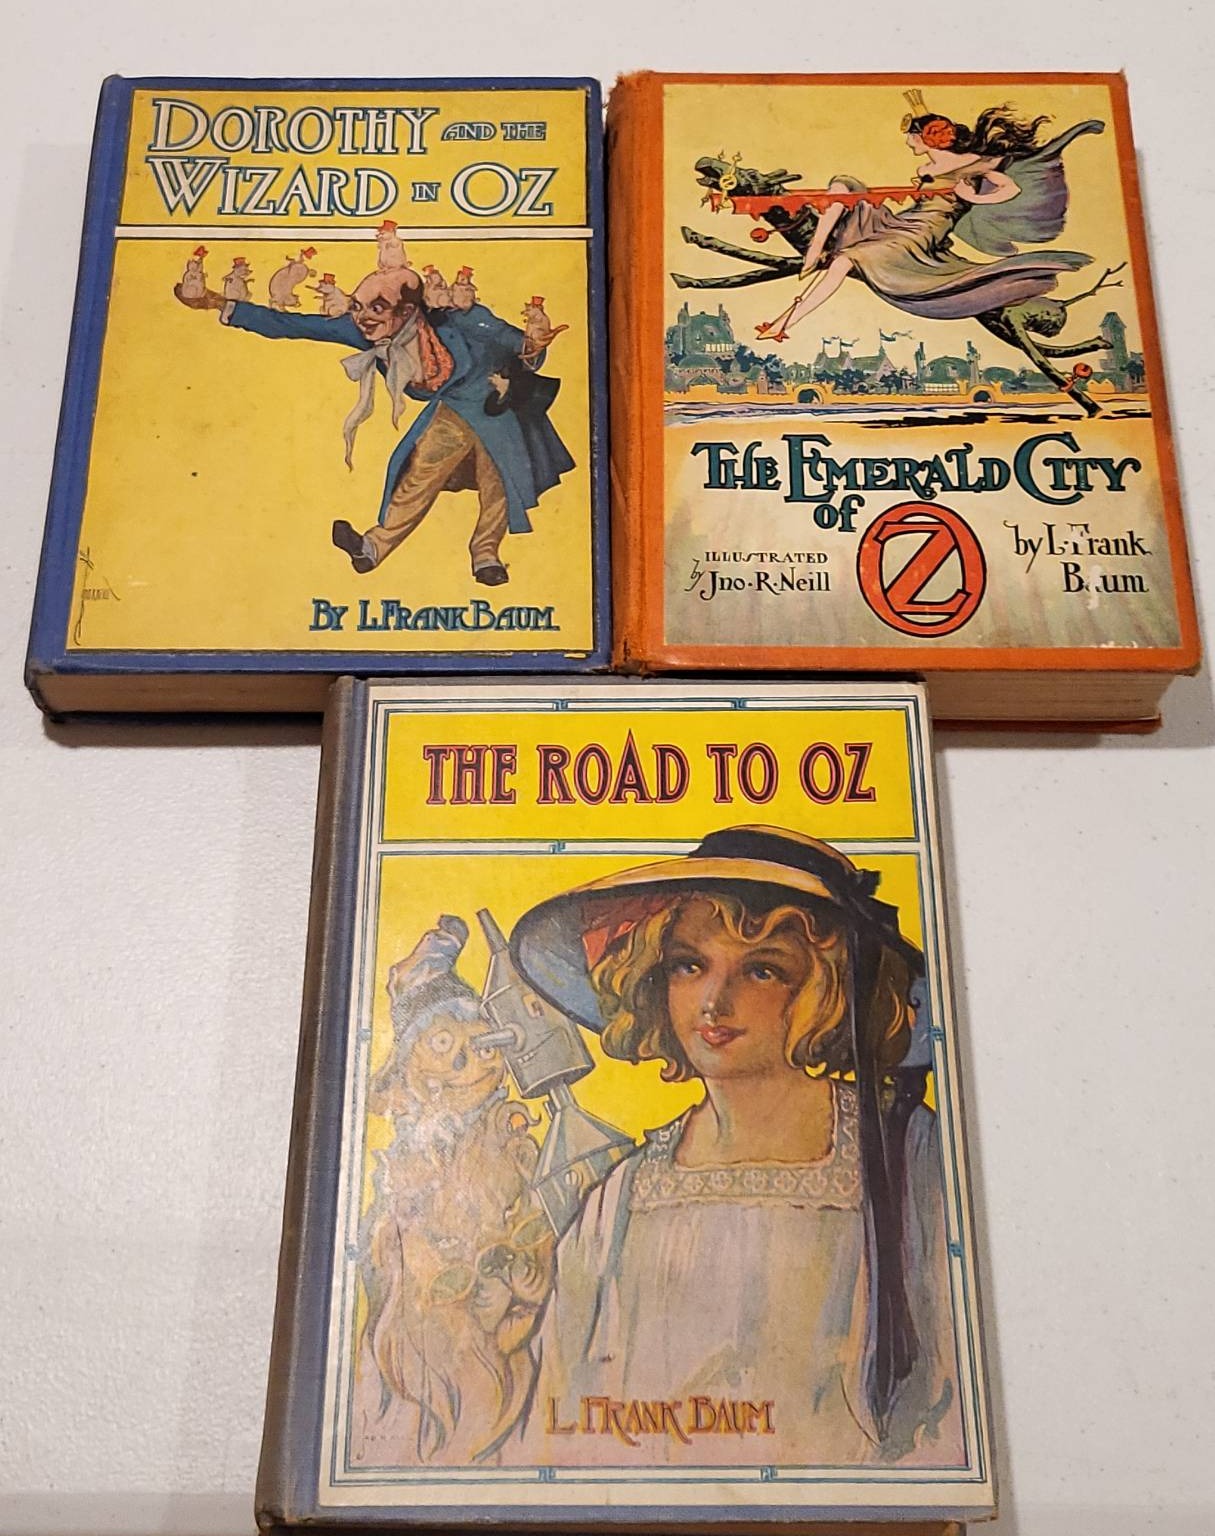 DOROTHY AND THE
WIZARD IN OZ
BY L. FRANK BAUM
THE EMERALD CITY
of OZ
ILLUSTRATED
by Jno. R. Neill
by L. Frank
Baum
THE ROAD TO OZ
L. FRANK BAUM